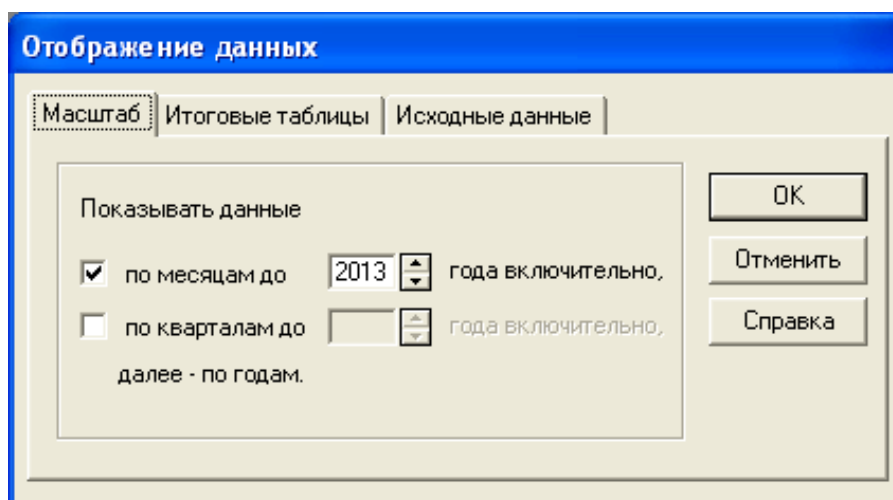 Отображение данных
Масштаб Итоговые таблицы Исходные данные
Показывать данные
по месяцам до 2013 года включительно,
по кварталам до года включительно,
далее - по годам.
OK
Отменить
Справка